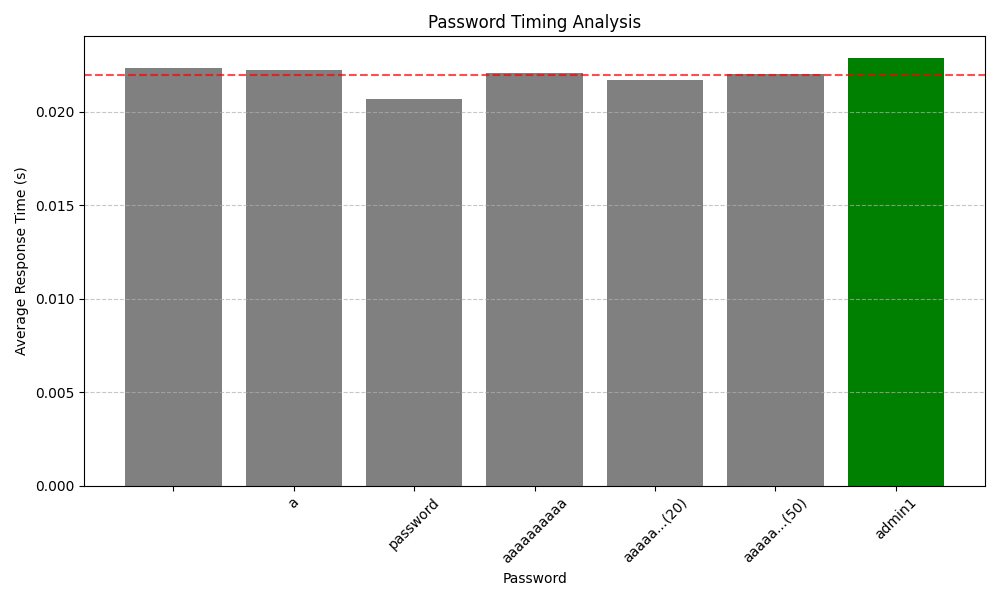 Password Timing Analysis
Average Response Time (s)
0.020
0.015
0.010
0.005
0.000
a
password
aaaaaaaaaa
aaaaa...(20)
aaaaa...(50)
admin1
Password